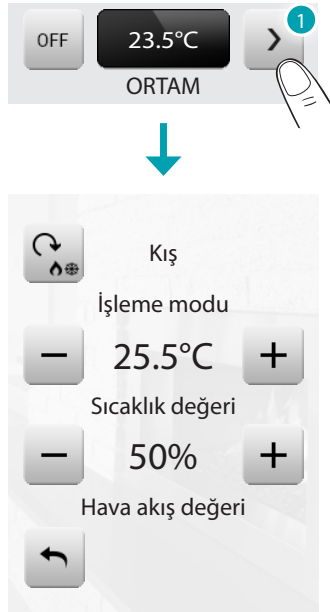 1
OFF 23.5°C
ORTAM
Kış
İşleme modu
25.5°C
Sıcaklık değeri
50%
Hava akış değeri